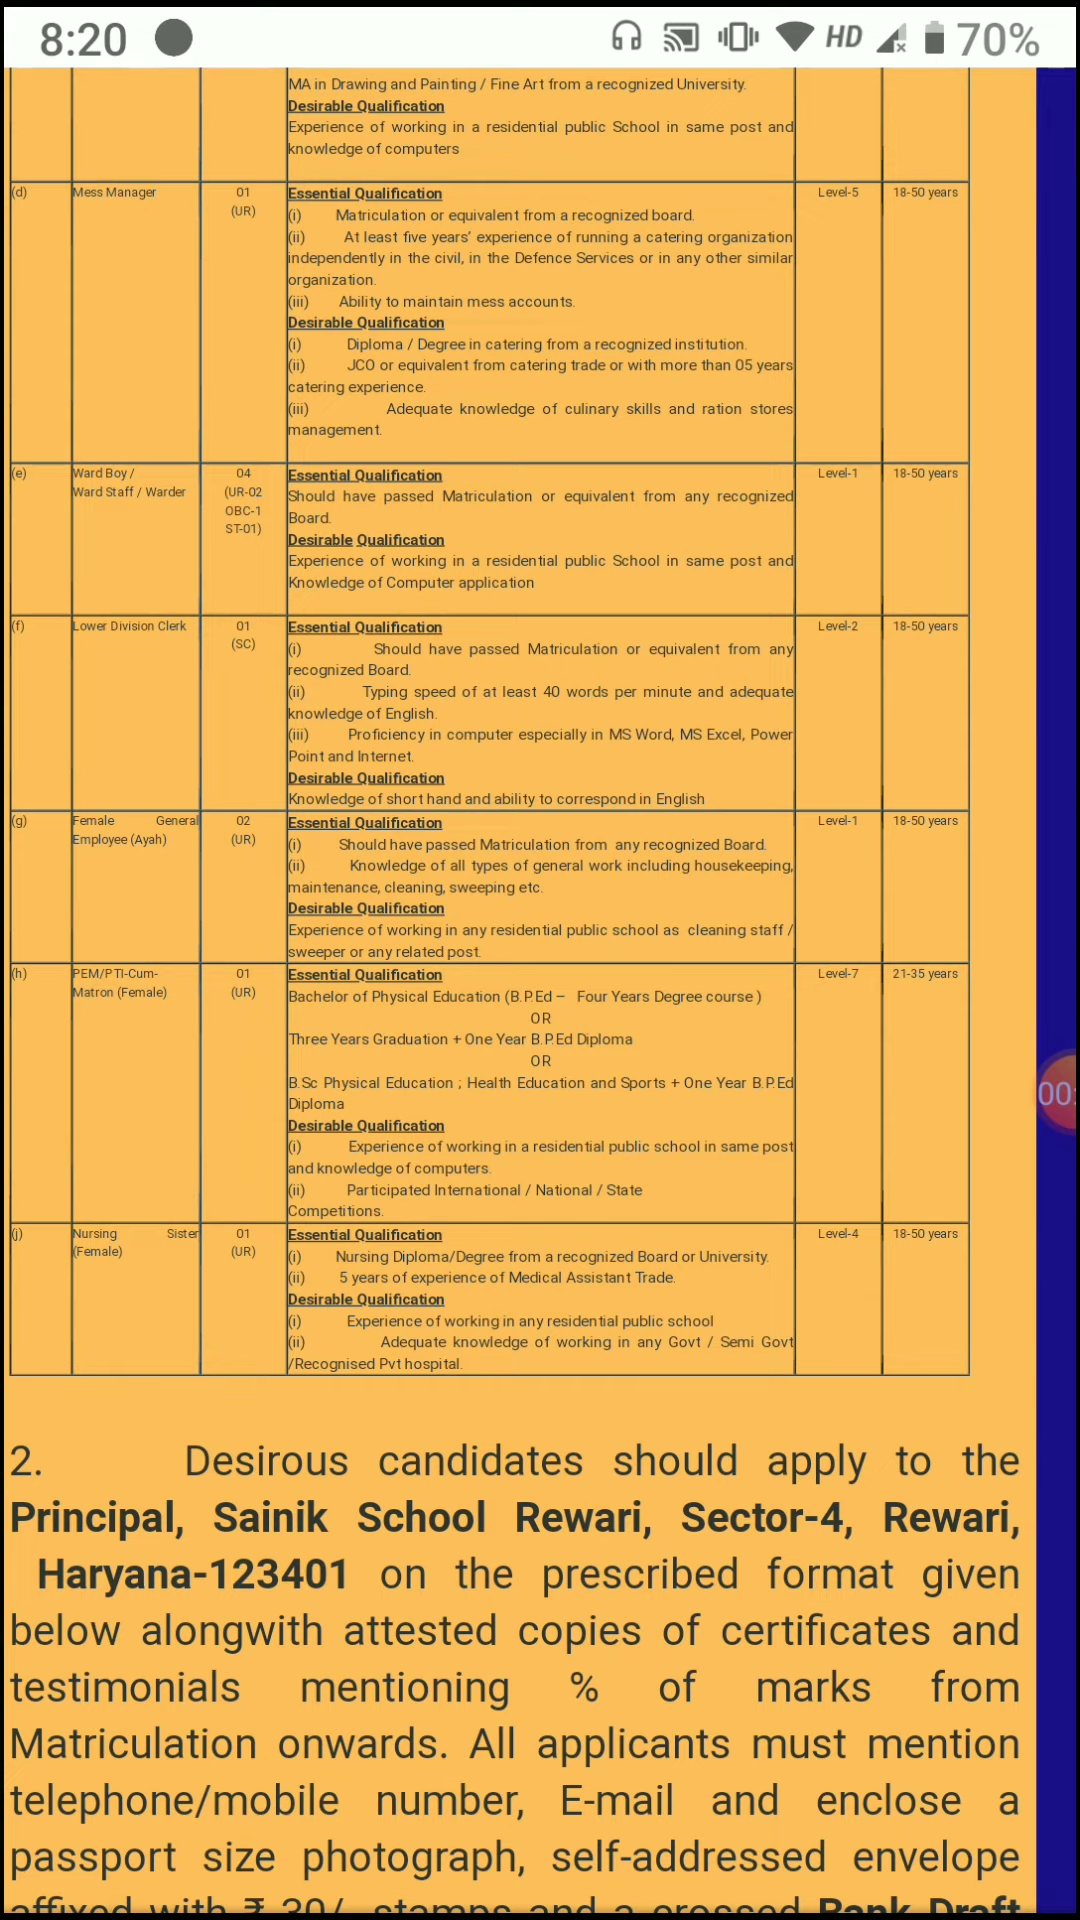 8:20 HD 70%
MA in Drawing and Painting / Fine Art from a recognized University.
Desirable Qualification
Experience of working in a residential public School in same post and
knowledge of computers
(d) Mess Manager 01 Essential Qualification Level-5 18-50 years
(UR) (i) Matriculation or equivalent from a recognized board.
(ii) At least five years' experience of running a catering organization
independently in the civil, in the Defence Services or in any other similar
organization.
(iii) Ability to maintain mess accounts.
Desirable Qualification
(i) Diploma / Degree in catering from a recognized institution.
(ii) JCO or equivalent from catering trade or with more than 05 years
catering experience.
(iii) Adequate knowledge of culinary skills and ration stores
management.
(e) Ward Boy / 04 Essential Qualification Level-1 18-50 years
Ward Staff / Warder (UR-02 Should have passed Matriculation or equivalent from any recognized
OBC-1 Board.
ST-01) Desirable Qualification
Experience of working in a residential public School in same post and
Knowledge of Computer application
(f) Lower Division Clerk 01 Essential Qualification Level-2 18-50 years
(SC) (i) Should have passed Matriculation or equivalent from any
recognized Board.
(ii) Typing speed of at least 40 words per minute and adequate
knowledge of English.
(iii) Proficiency in computer especially in MS Word, MS Excel, Power
Point and Internet.
Desirable Qualification
Knowledge of short hand and ability to correspond in English
(g) Female General 02 Essential Qualification Level-1 18-50 years
Employee (Ayah) (UR) (i) Should have passed Matriculation from any recognized Board.
(ii) Knowledge of all types of general work including housekeeping,
maintenance, cleaning, sweeping etc.
Desirable Qualification
Experience of working in any residential public school as cleaning staff /
sweeper or any related post.
(h) PEM/PTI-Cum- 01 Essential Qualification Level-7 21-35 years
Matron (Female) (UR) Bachelor of Physical Education (B.P.Ed – Four Years Degree course )
OR
Three Years Graduation + One Year B.P.Ed Diploma
OR
B.Sc Physical Education ; Health Education and Sports + One Year B.P.Ed
00:
Diploma
Desirable Qualification
(i) Experience of working in a residential public school in same post
and knowledge of computers.
(ii) Participated International / National / State
Competitions.
(j) Nursing Sister 01 Essential Qualification Level-4 18-50 years
(Female) (UR) (i) Nursing Diploma/Degree from a recognized Board or University.
(ii) 5 years of experience of Medical Assistant Trade.
Desirable Qualification
(i) Experience of working in any residential public school
(ii) Adequate knowledge of working in any Govt / Semi Govt
/Recognised Pvt hospital.
2. Desirous candidates should apply to the
Principal, Sainik School Rewari, Sector-4, Rewari,
Haryana-123401 on the prescribed format given
below alongwith attested copies of certificates and
testimonials mentioning % of marks from
Matriculation onwards. All applicants must mention
telephone/mobile number, E-mail and enclose a
passport size photograph, self-addressed envelope
affixed with ₹ 30/- stamps and a crossed Bank Draft